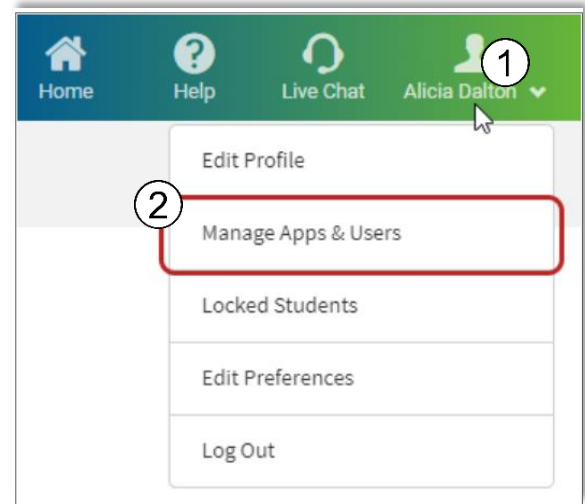 1
Home Help Live Chat Alicia Dalton
Edit Profile
2
Manage Apps & Users
Locked Students
Edit Preferences
Log Out